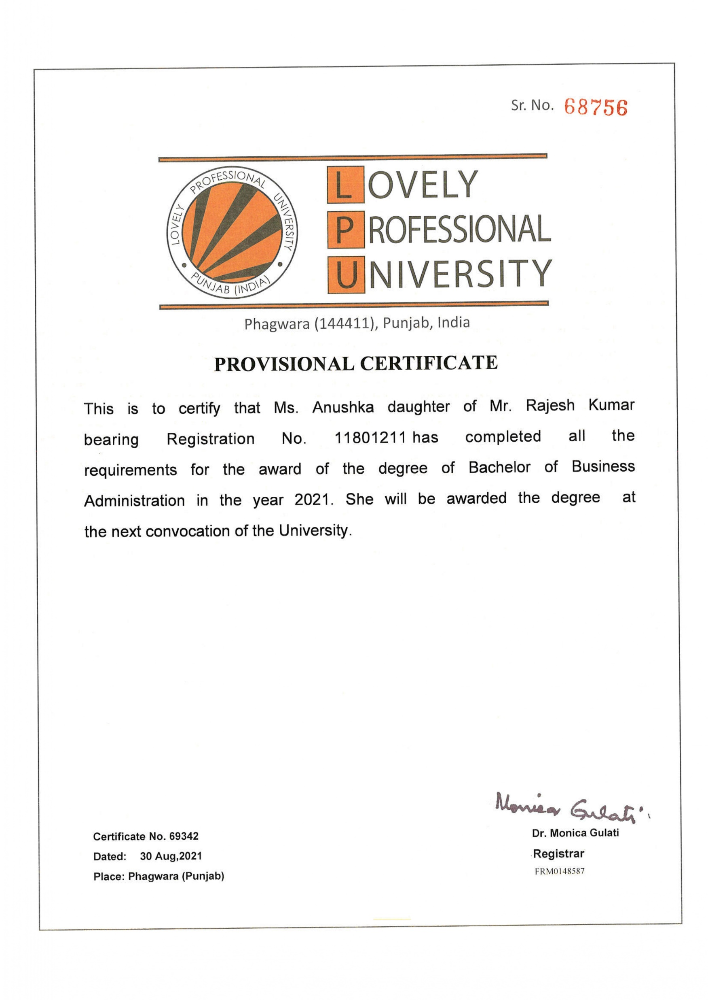 Sr. No. 68756
LOVELY PROFESSIONAL UNIVERSITY
PUNJAB (INDIA)
LOVELY
PROFESSIONAL
UNIVERSITY
Phagwara (144411), Punjab, India
PROVISIONAL CERTIFICATE
This is to certify that Ms. Anushka daughter of Mr. Rajesh Kumar
bearing Registration No. 11801211 has completed all the
requirements for the award of the degree of Bachelor of Business
Administration in the year 2021. She will be awarded the degree at
the next convocation of the University.
Monica Gulati
Certificate No. 69342
Dated: 30 Aug,2021
Place: Phagwara (Punjab)
Dr. Monica Gulati
Registrar
FRM0148587